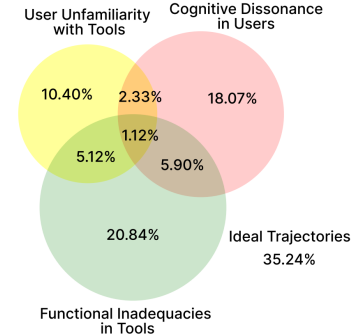 User Unfamiliarity
with Tools
Cognitive Dissonance
in Users
10.40%
2.33%
18.07%
1.12%
5.12%
5.90%
20.84%
Ideal Trajectories
35.24%
Functional Inadequacies
in Tools